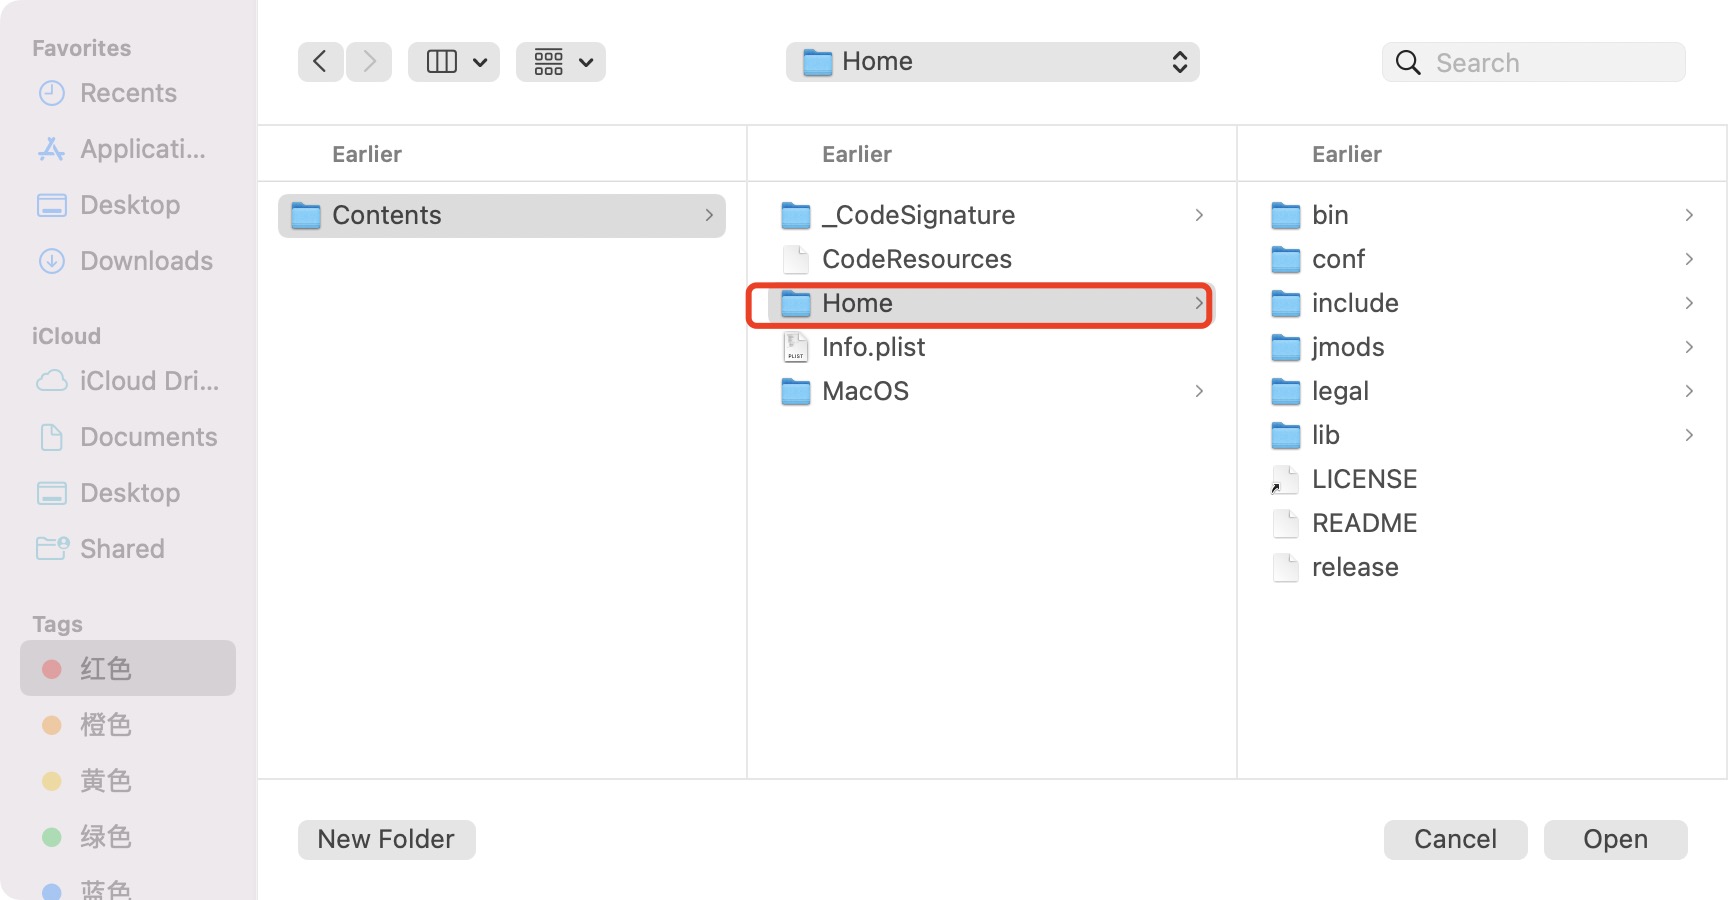 Favorites
Recents
Applicati...
Desktop
Downloads
iCloud
iCloud Dri...
Documents
Desktop
Shared
Tags
红色
橙色
黄色
绿色
蓝色
Home
Search
Earlier
Contents
Earlier
_CodeSignature
CodeResources
Home
Info.plist
PLIST
MacOS
Earlier
bin
conf
include
jmods
legal
lib
LICENSE
README
release
New Folder
Cancel
Open